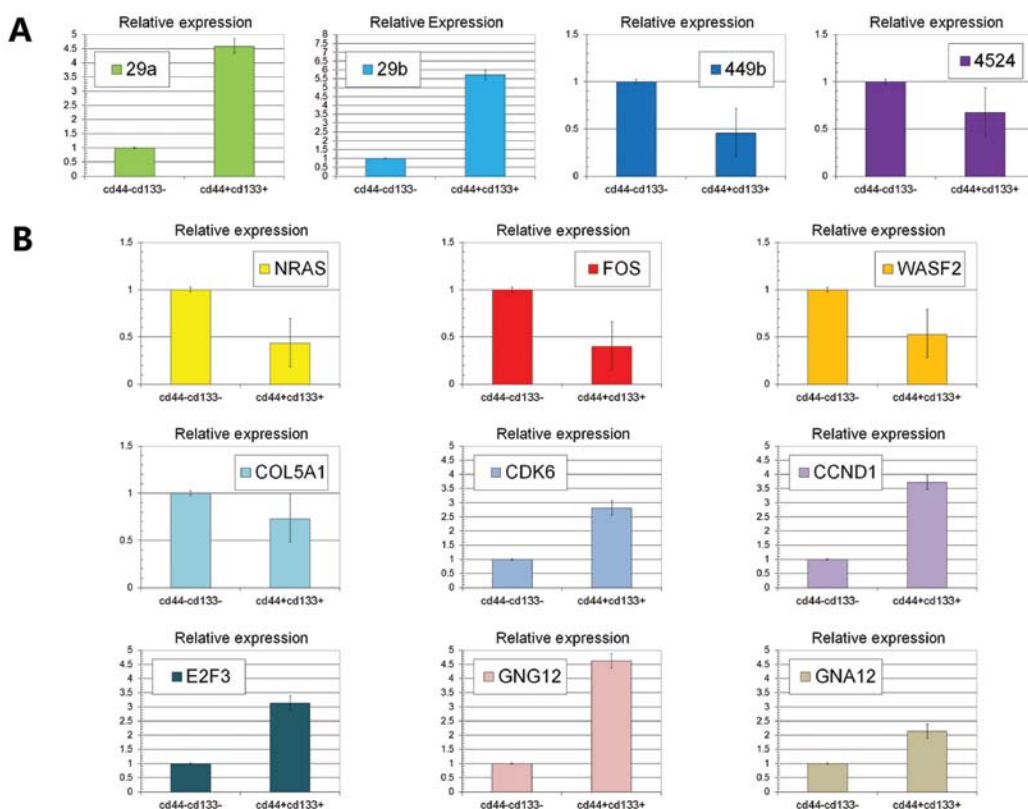 A
Relative expression
5
4.5
4
3.5
3
2.5
2
1.5
1
0.5
0
29a
cd44-cd133-
cd44+cd133+
Relative Expression
8
7.5
7
6.5
6
5.5
5
4.5
4
3.5
3
2.5
2
1.5
1
0.5
0
29b
cd44-cd133-
cd44+cd133+
Relative expression
1.5
1
0.5
0
449b
cd44-cd133-
cd44+cd133+
Relative expression
1.5
1
0.5
0
4524
cd44-cd133-
cd44+cd133+
B
Relative expression
1.5
1
0.5
0
NRAS
cd44-cd133-
cd44+cd133+
Relative expression
1.5
1
0.5
0
FOS
cd44-cd133-
cd44+cd133+
Relative expression
1.5
1
0.5
0
WASF2
cd44-cd133-
cd44+cd133+
Relative expression
1.5
1
0.5
0
COL5A1
cd44-cd133-
cd44+cd133+
Relative expression
5
4.5
4
3.5
3
2.5
2
1.5
1
0.5
0
CDK6
cd44-cd133-
cd44+cd133+
Relative expression
5
4.5
4
3.5
3
2.5
2
1.5
1
0.5
0
CCND1
cd44-cd133-
cd44+cd133+
Relative expression
5
4.5
4
3.5
3
2.5
2
1.5
1
0.5
0
E2F3
cd44-cd133-
cd44+cd133+
Relative expression
5
4.5
4
3.5
3
2.5
2
1.5
1
0.5
0
GNG12
cd44-cd133-
cd44+cd133+
Relative expression
5
4.5
4
3.5
3
2.5
2
1.5
1
0.5
0
GNA12
cd44-cd133-
cd44+cd133+